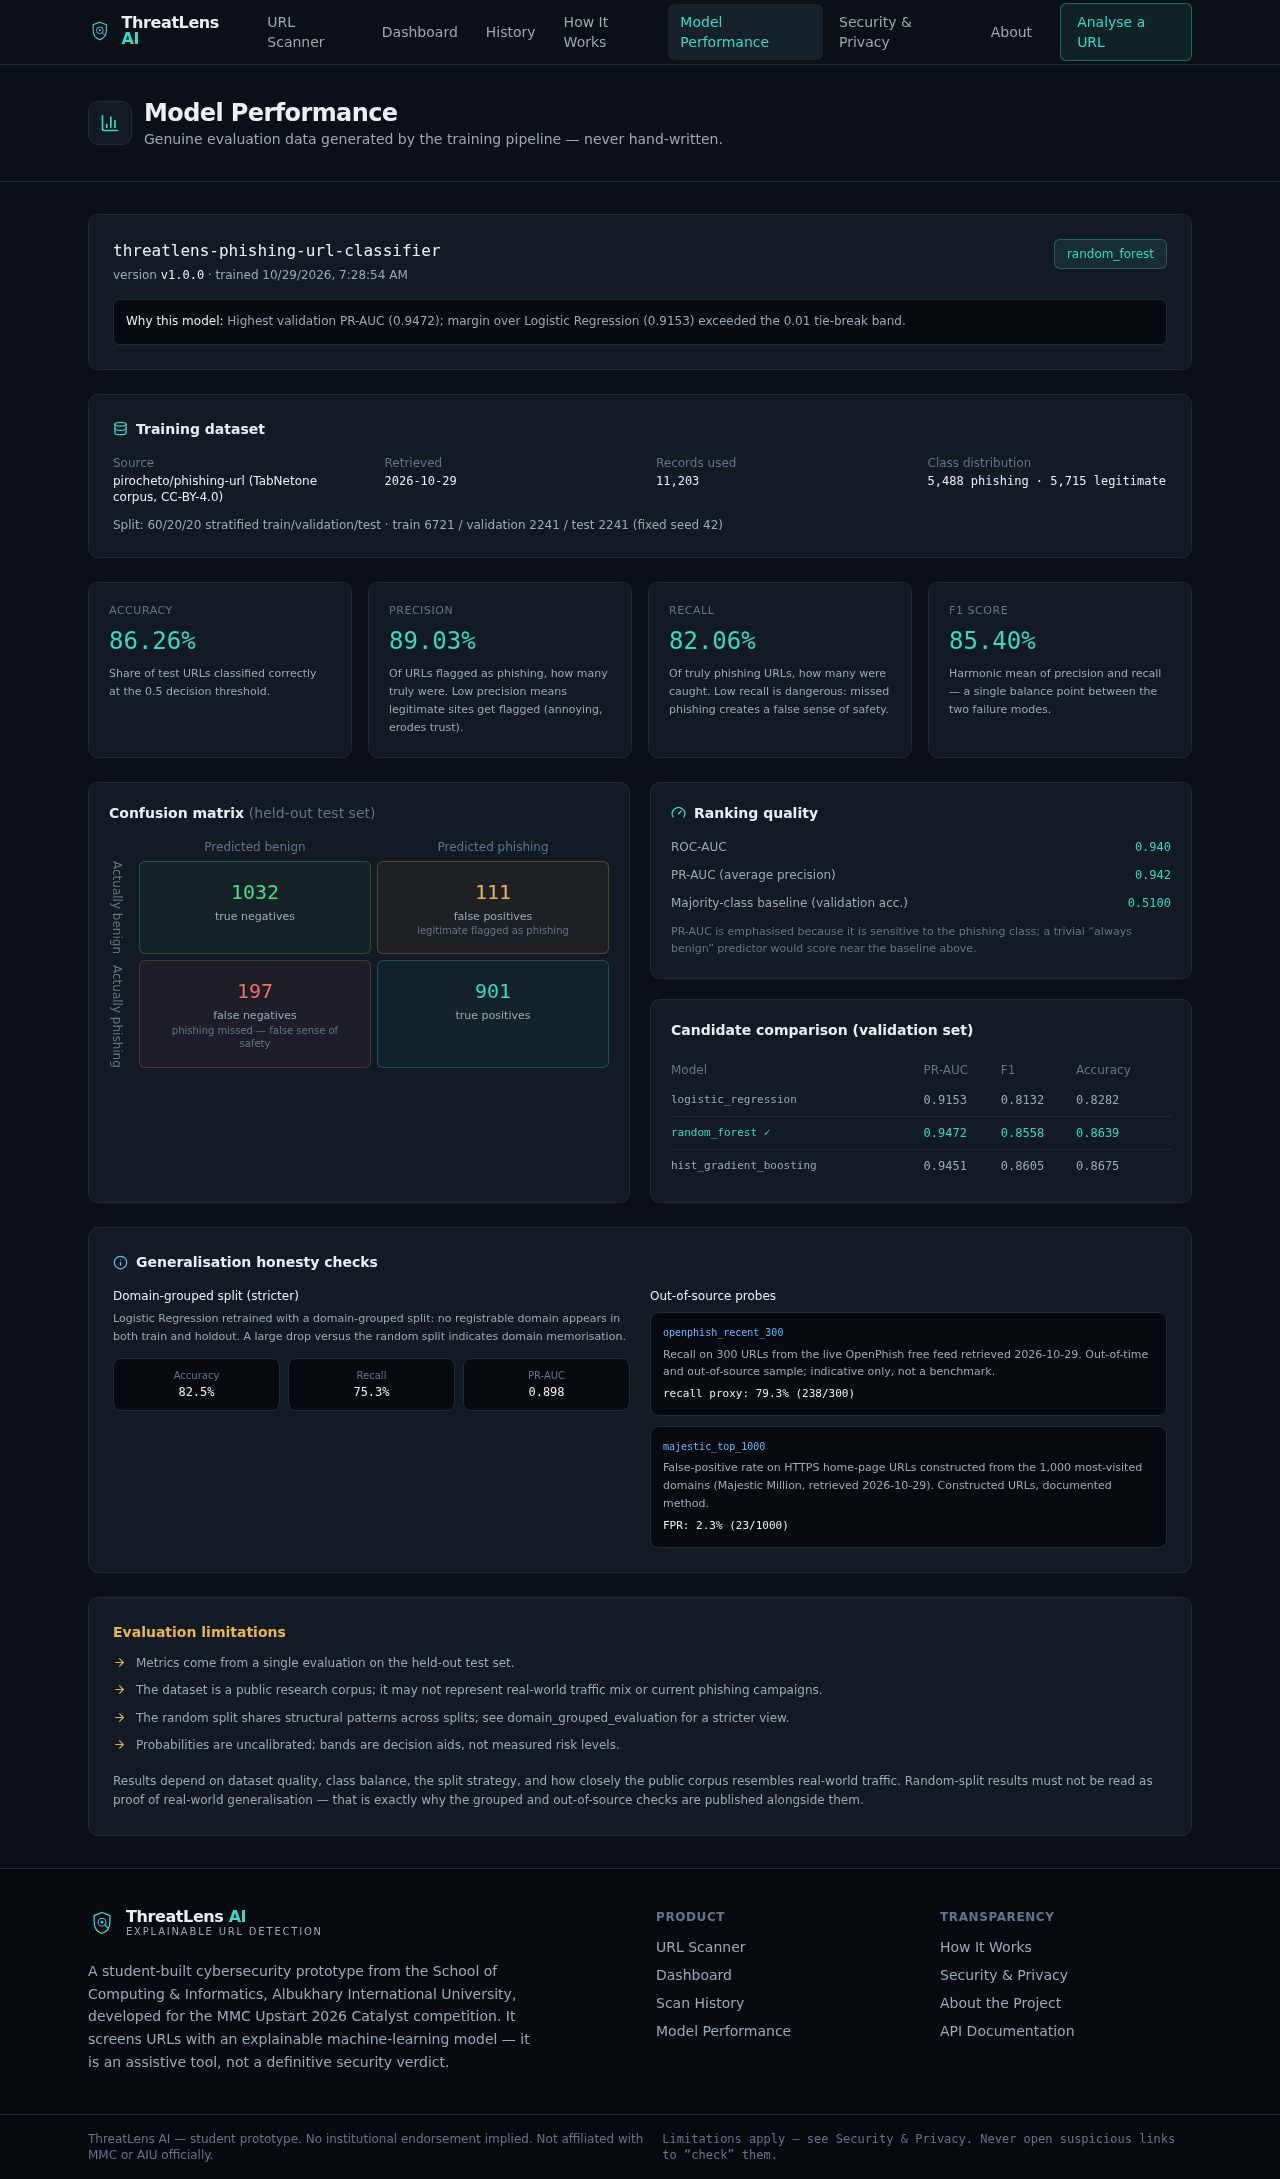 ThreatLens AI
URL Scanner
Dashboard
History
How It Works
Model Performance
Security & Privacy
About
Analyse a URL
Model Performance
Genuine evaluation data generated by the training pipeline — never hand-written.
threatlens-phishing-url-classifier
random_forest
version v1.0.0 · trained 10/29/2026, 7:28:54 AM
Why this model: Highest validation PR-AUC (0.9472); margin over Logistic Regression (0.9153) exceeded the 0.01 tie-break band.
Training dataset
Source
pirocheto/phishing-url (TabNetone
corpus, CC-BY-4.0)
Retrieved
2026-10-29
Records used
11,203
Class distribution
5,488 phishing · 5,715 legitimate
Split: 60/20/20 stratified train/validation/test · train 6721 / validation 2241 / test 2241 (fixed seed 42)
ACCURACY
86.26%
Share of test URLs classified correctly
at the 0.5 decision threshold.
PRECISION
89.03%
Of URLs flagged as phishing, how many
truly were. Low precision means
legitimate sites get flagged (annoying,
erodes trust).
RECALL
82.06%
Of truly phishing URLs, how many were
caught. Low recall is dangerous: missed
phishing creates a false sense of safety.
F1 SCORE
85.40%
Harmonic mean of precision and recall
— a single balance point between the
two failure modes.
Confusion matrix (held-out test set)
Predicted benign
Predicted phishing
Actually benign
1032
true negatives
111
false positives
legitimate flagged as phishing
Actually phishing
197
false negatives
phishing missed — false sense of
safety
901
true positives
Ranking quality
ROC-AUC 0.940
PR-AUC (average precision) 0.942
Majority-class baseline (validation acc.) 0.5100
PR-AUC is emphasised because it is sensitive to the phishing class; a trivial “always
benign” predictor would score near the baseline above.
Candidate comparison (validation set)
Model PR-AUC F1 Accuracy
logistic_regression 0.9153 0.8132 0.8282
random_forest ✓ 0.9472 0.8558 0.8639
hist_gradient_boosting 0.9451 0.8605 0.8675
Generalisation honesty checks
Domain-grouped split (stricter)
Logistic Regression retrained with a domain-grouped split: no registrable domain appears in
both train and holdout. A large drop versus the random split indicates domain memorisation.
Accuracy
82.5%
Recall
75.3%
PR-AUC
0.898
Out-of-source probes
openphish_recent_300
Recall on 300 URLs from the live OpenPhish free feed retrieved 2026-10-29. Out-of-time
and out-of-source sample; indicative only, not a benchmark.
recall proxy: 79.3% (238/300)
majestic_top_1000
False-positive rate on HTTPS home-page URLs constructed from the 1,000 most-visited
domains (Majestic Million, retrieved 2026-10-29). Constructed URLs, documented
method.
FPR: 2.3% (23/1000)
Evaluation limitations
→ Metrics come from a single evaluation on the held-out test set.
→ The dataset is a public research corpus; it may not represent real-world traffic mix or current phishing campaigns.
→ The random split shares structural patterns across splits; see domain_grouped_evaluation for a stricter view.
→ Probabilities are uncalibrated; bands are decision aids, not measured risk levels.
Results depend on dataset quality, class balance, the split strategy, and how closely the public corpus resembles real-world traffic. Random-split results must not be read as
proof of real-world generalisation — that is exactly why the grouped and out-of-source checks are published alongside them.
ThreatLens AI
EXPLAINABLE URL DETECTION
A student-built cybersecurity prototype from the School of
Computing & Informatics, Albukhary International University,
developed for the MMC Upstart 2026 Catalyst competition. It
screens URLs with an explainable machine-learning model — it
is an assistive tool, not a definitive security verdict.
PRODUCT
URL Scanner
Dashboard
Scan History
Model Performance
TRANSPARENCY
How It Works
Security & Privacy
About the Project
API Documentation
ThreatLens AI — student prototype. No institutional endorsement implied. Not affiliated with
MMC or AIU officially.
Limitations apply — see Security & Privacy. Never open suspicious links
to “check” them.